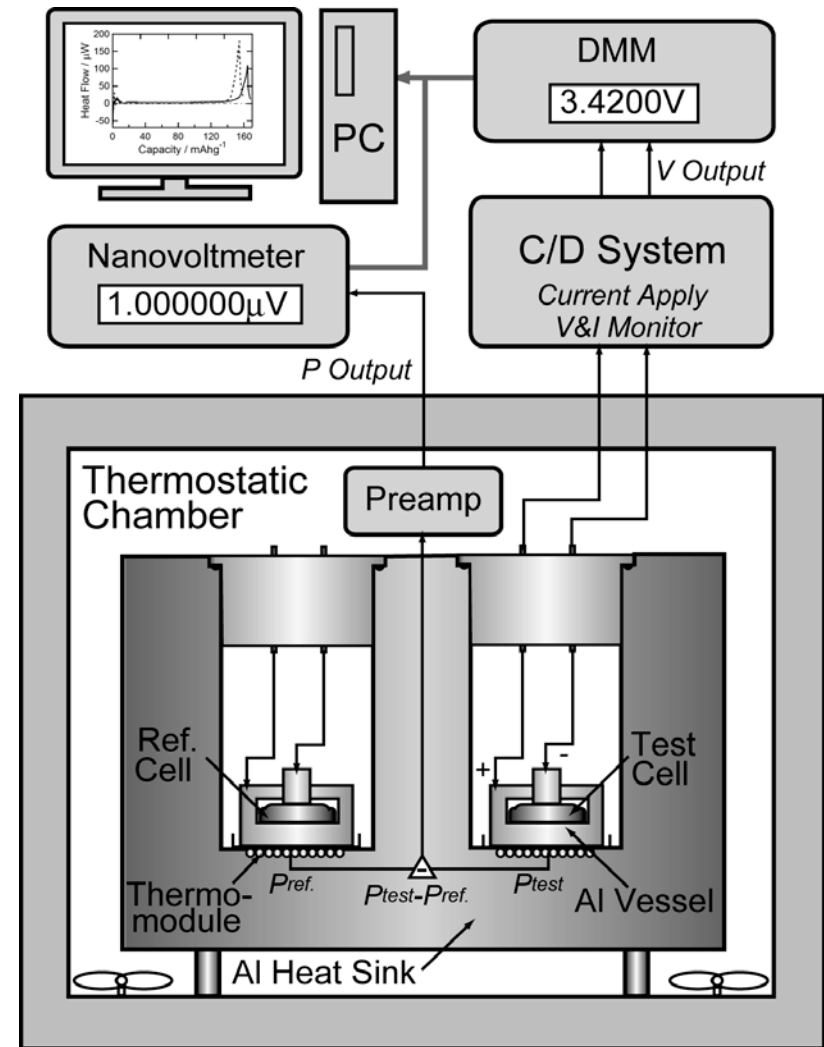 200
150
100
50
0
-50
Heat Flow / μW
0
40
80
120
160
Capacity / mAhg⁻¹
PC
DMM
3.4200V
V Output
Nanovoltmeter
1.000000μV
C/D System
Current Apply
V&I Monitor
P Output
Thermostatic
Chamber
Preamp
Ref.
Cell
+
-
Test
Cell
Thermo-
module
Pref.
-
Ptest-Pref.
Ptest
Al Vessel
Al Heat Sink